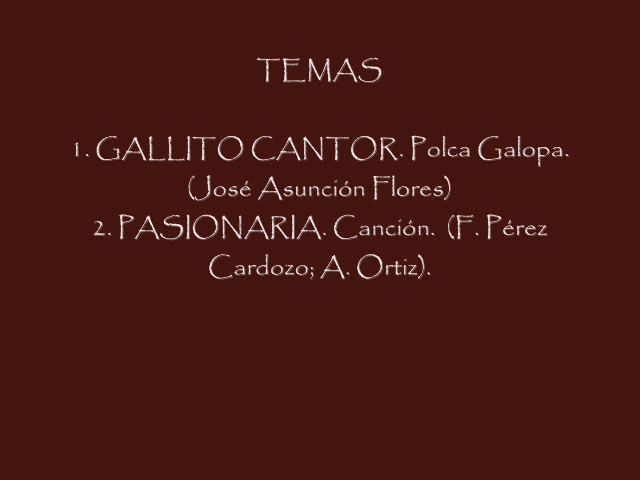 TEMAS
1. GALLITO CANTOR. Polca Galopa.
(José Asunción Flores)
2. PASIONARIA. Canción.  (F. Pérez
Cardozo; A. Ortiz).